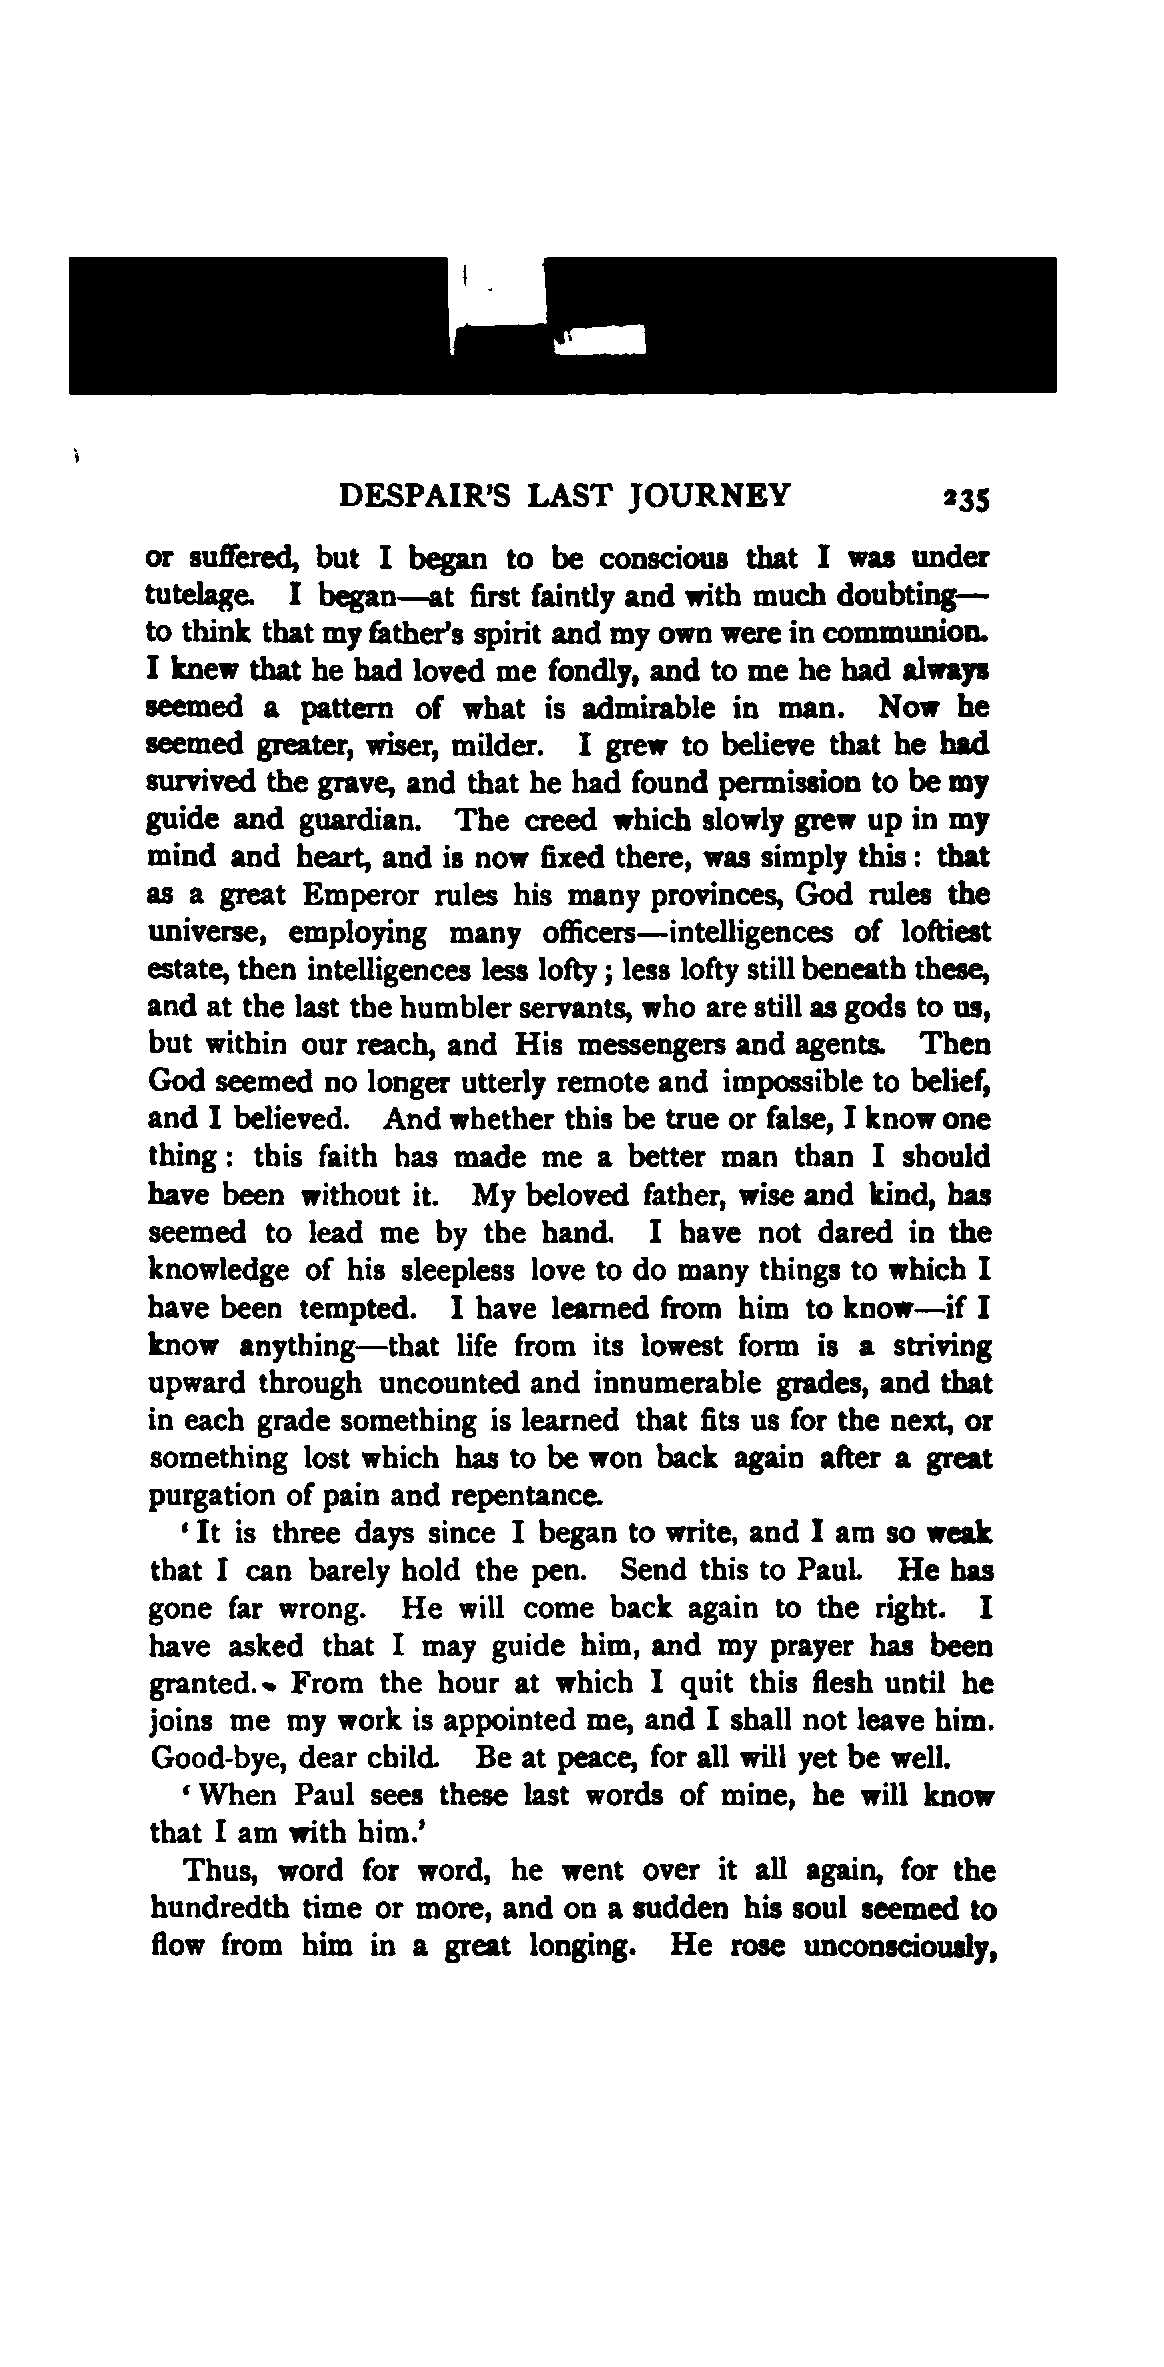 DESPAIR'S LAST JOURNEY 235
or suffered, but I began to be conscious that I was under
tutelage. I began—at first faintly and with much doubting—
to think that my father's spirit and my own were in communion.
I knew that he had loved me fondly, and to me he had always
seemed a pattern of what is admirable in man. Now he
seemed greater, wiser, milder. I grew to believe that he had
survived the grave, and that he had found permission to be my
guide and guardian. The creed which slowly grew up in my
mind and heart, and is now fixed there, was simply this: that
as a great Emperor rules his many provinces, God rules the
universe, employing many officers—intelligences of loftiest
estate, then intelligences less lofty; less lofty still beneath these,
and at the last the humbler servants, who are still as gods to us,
but within our reach, and His messengers and agents. Then
God seemed no longer utterly remote and impossible to belief,
and I believed. And whether this be true or false, I know one
thing: this faith has made me a better man than I should
have been without it. My beloved father, wise and kind, has
seemed to lead me by the hand. I have not dared in the
knowledge of his sleepless love to do many things to which I
have been tempted. I have learned from him to know—if I
know anything—that life from its lowest form is a striving
upward through uncounted and innumerable grades, and that
in each grade something is learned that fits us for the next, or
something lost which has to be won back again after a great
purgation of pain and repentance.
'It is three days since I began to write, and I am so weak
that I can barely hold the pen. Send this to Paul. He has
gone far wrong. He will come back again to the right. I
have asked that I may guide him, and my prayer has been
granted. From the hour at which I quit this flesh until he
joins me my work is appointed me, and I shall not leave him.
Good-bye, dear child. Be at peace, for all will yet be well.
'When Paul sees these last words of mine, he will know
that I am with him.'
Thus, word for word, he went over it all again, for the
hundredth time or more, and on a sudden his soul seemed to
flow from him in a great longing. He rose unconsciously,